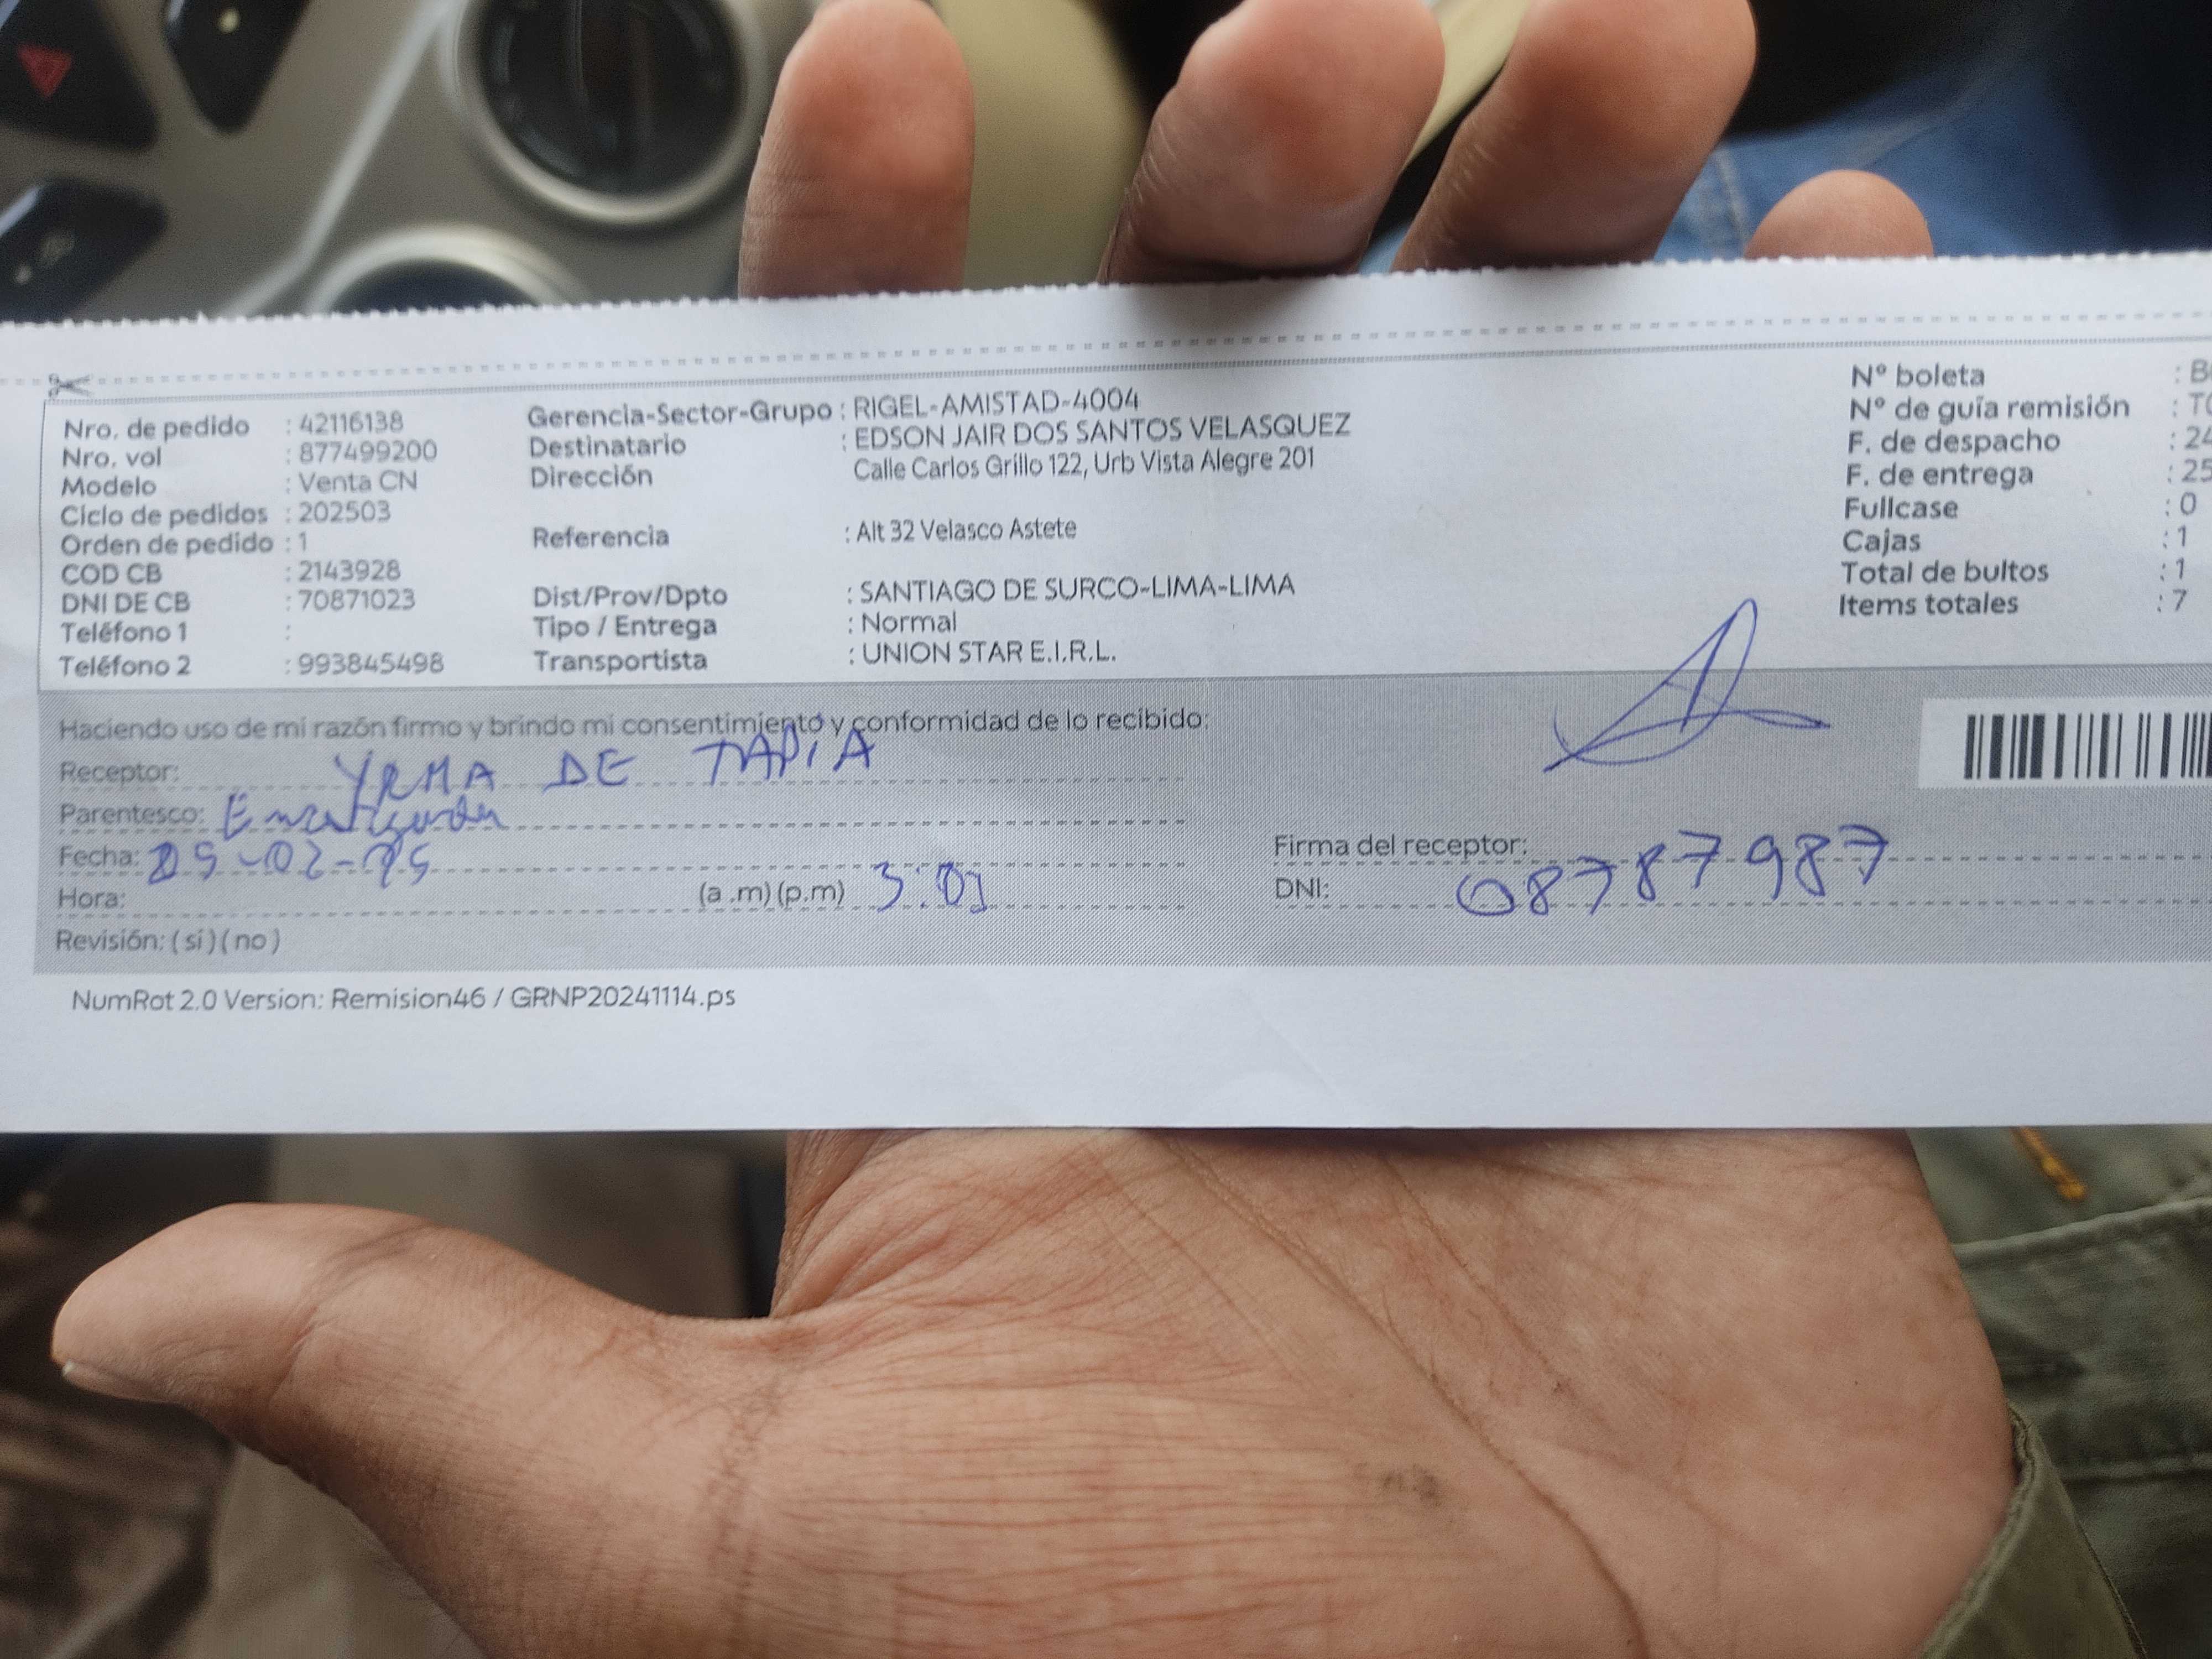 Nro. de pedido : 42116138
Nro. vol : 877499200
Modelo : Venta CN
Ciclo de pedidos : 202503
Orden de pedido : 1
COD CB : 2143928
DNI DE CB : 70871023
Teléfono 1 :
Teléfono 2 : 993845498
Gerencia-Sector-Grupo : RIGEL-AMISTAD-4004
Destinatario : EDSON JAIR DOS SANTOS VELASQUEZ
Dirección Calle Carlos Grillo 122, Urb Vista Alegre 201
Referencia : Alt 32 Velasco Astete
Dist/Prov/Dpto : SANTIAGO DE SURCO-LIMA-LIMA
Tipo / Entrega : Normal
Transportista : UNION STAR E.I.R.L.
Nº boleta : B
Nº de guía remisión : T
F. de despacho : 24
F. de entrega : 25
Fullcase : 0
Cajas : 1
Total de bultos : 1
Items totales : 7
Haciendo uso de mi razón firmo y brindo mi consentimiento y conformidad de lo recibido:
Receptor: YRMA DE TAPIA
Parentesco:
Fecha:
Hora: (a .m) (p.m) 3:01
Revisión: ( si ) ( no )
Firma del receptor:
DNI: 08787987
NumRot 2.0 Version: Remision46 / GRNP20241114.ps